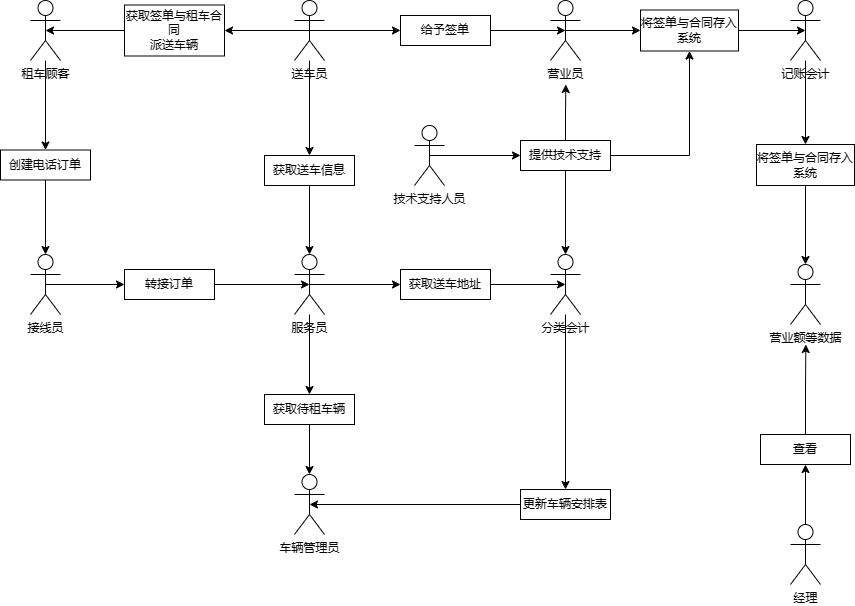 获取签单与租车合
同
派送车辆
给予签单
将签单与合同存入
系统
租车顾客
送车员
营业员
记账会计
创建电话订单
获取送车信息
提供技术支持
将签单与合同存入
系统
技术支持人员
转接订单
获取送车地址
接线员
服务员
分类会计
营业额等数据
获取待租车辆
查看
更新车辆安排表
车辆管理员
经理